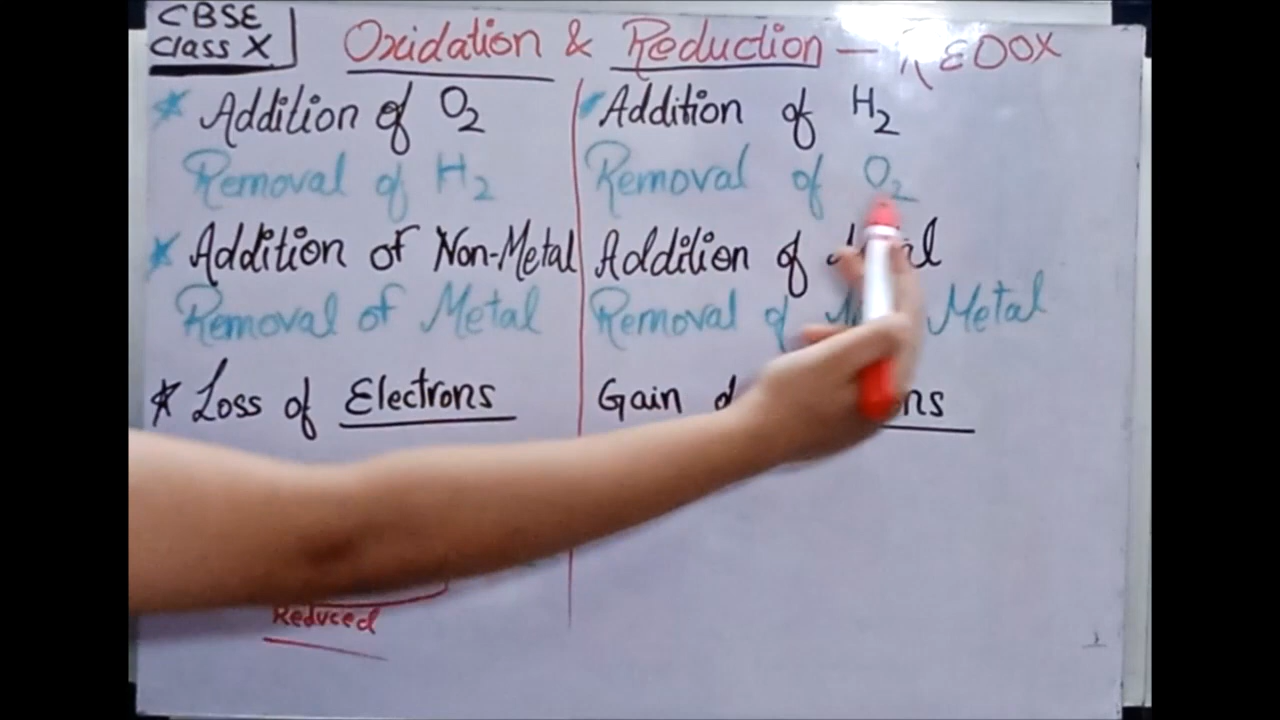 CBSE
Class X
Oxidation & Reduction - REDOX
Addition of O2
Removal of H2
Addition of Non-Metal
Removal of Metal
Loss of Electrons
Addition of H2
Removal of O2
Addition of
Removal of Metal
Gain
Reduced